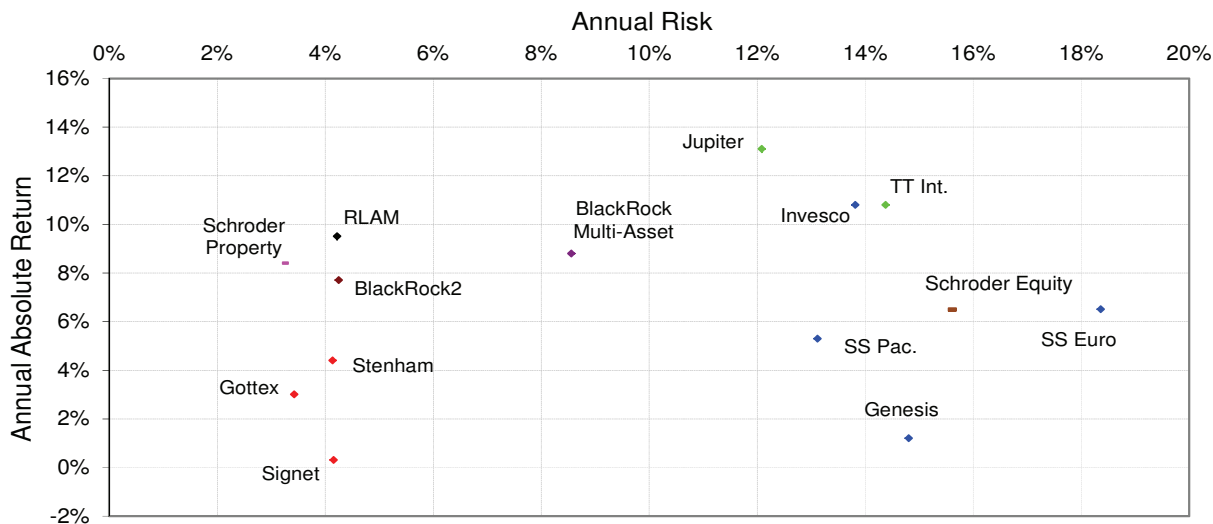 Annual Risk
0% 2% 4% 6% 8% 10% 12% 14% 16% 18% 20%
Annual Absolute Return
16%
14%
12%
10%
8%
6%
4%
2%
0%
-2%
Jupiter
TT Int.
Invesco
BlackRock
Multi-Asset
RLAM
Schroder
Property
BlackRock2
Schroder Equity
SS Euro
SS Pac.
Stenham
Gottex
Genesis
Signet